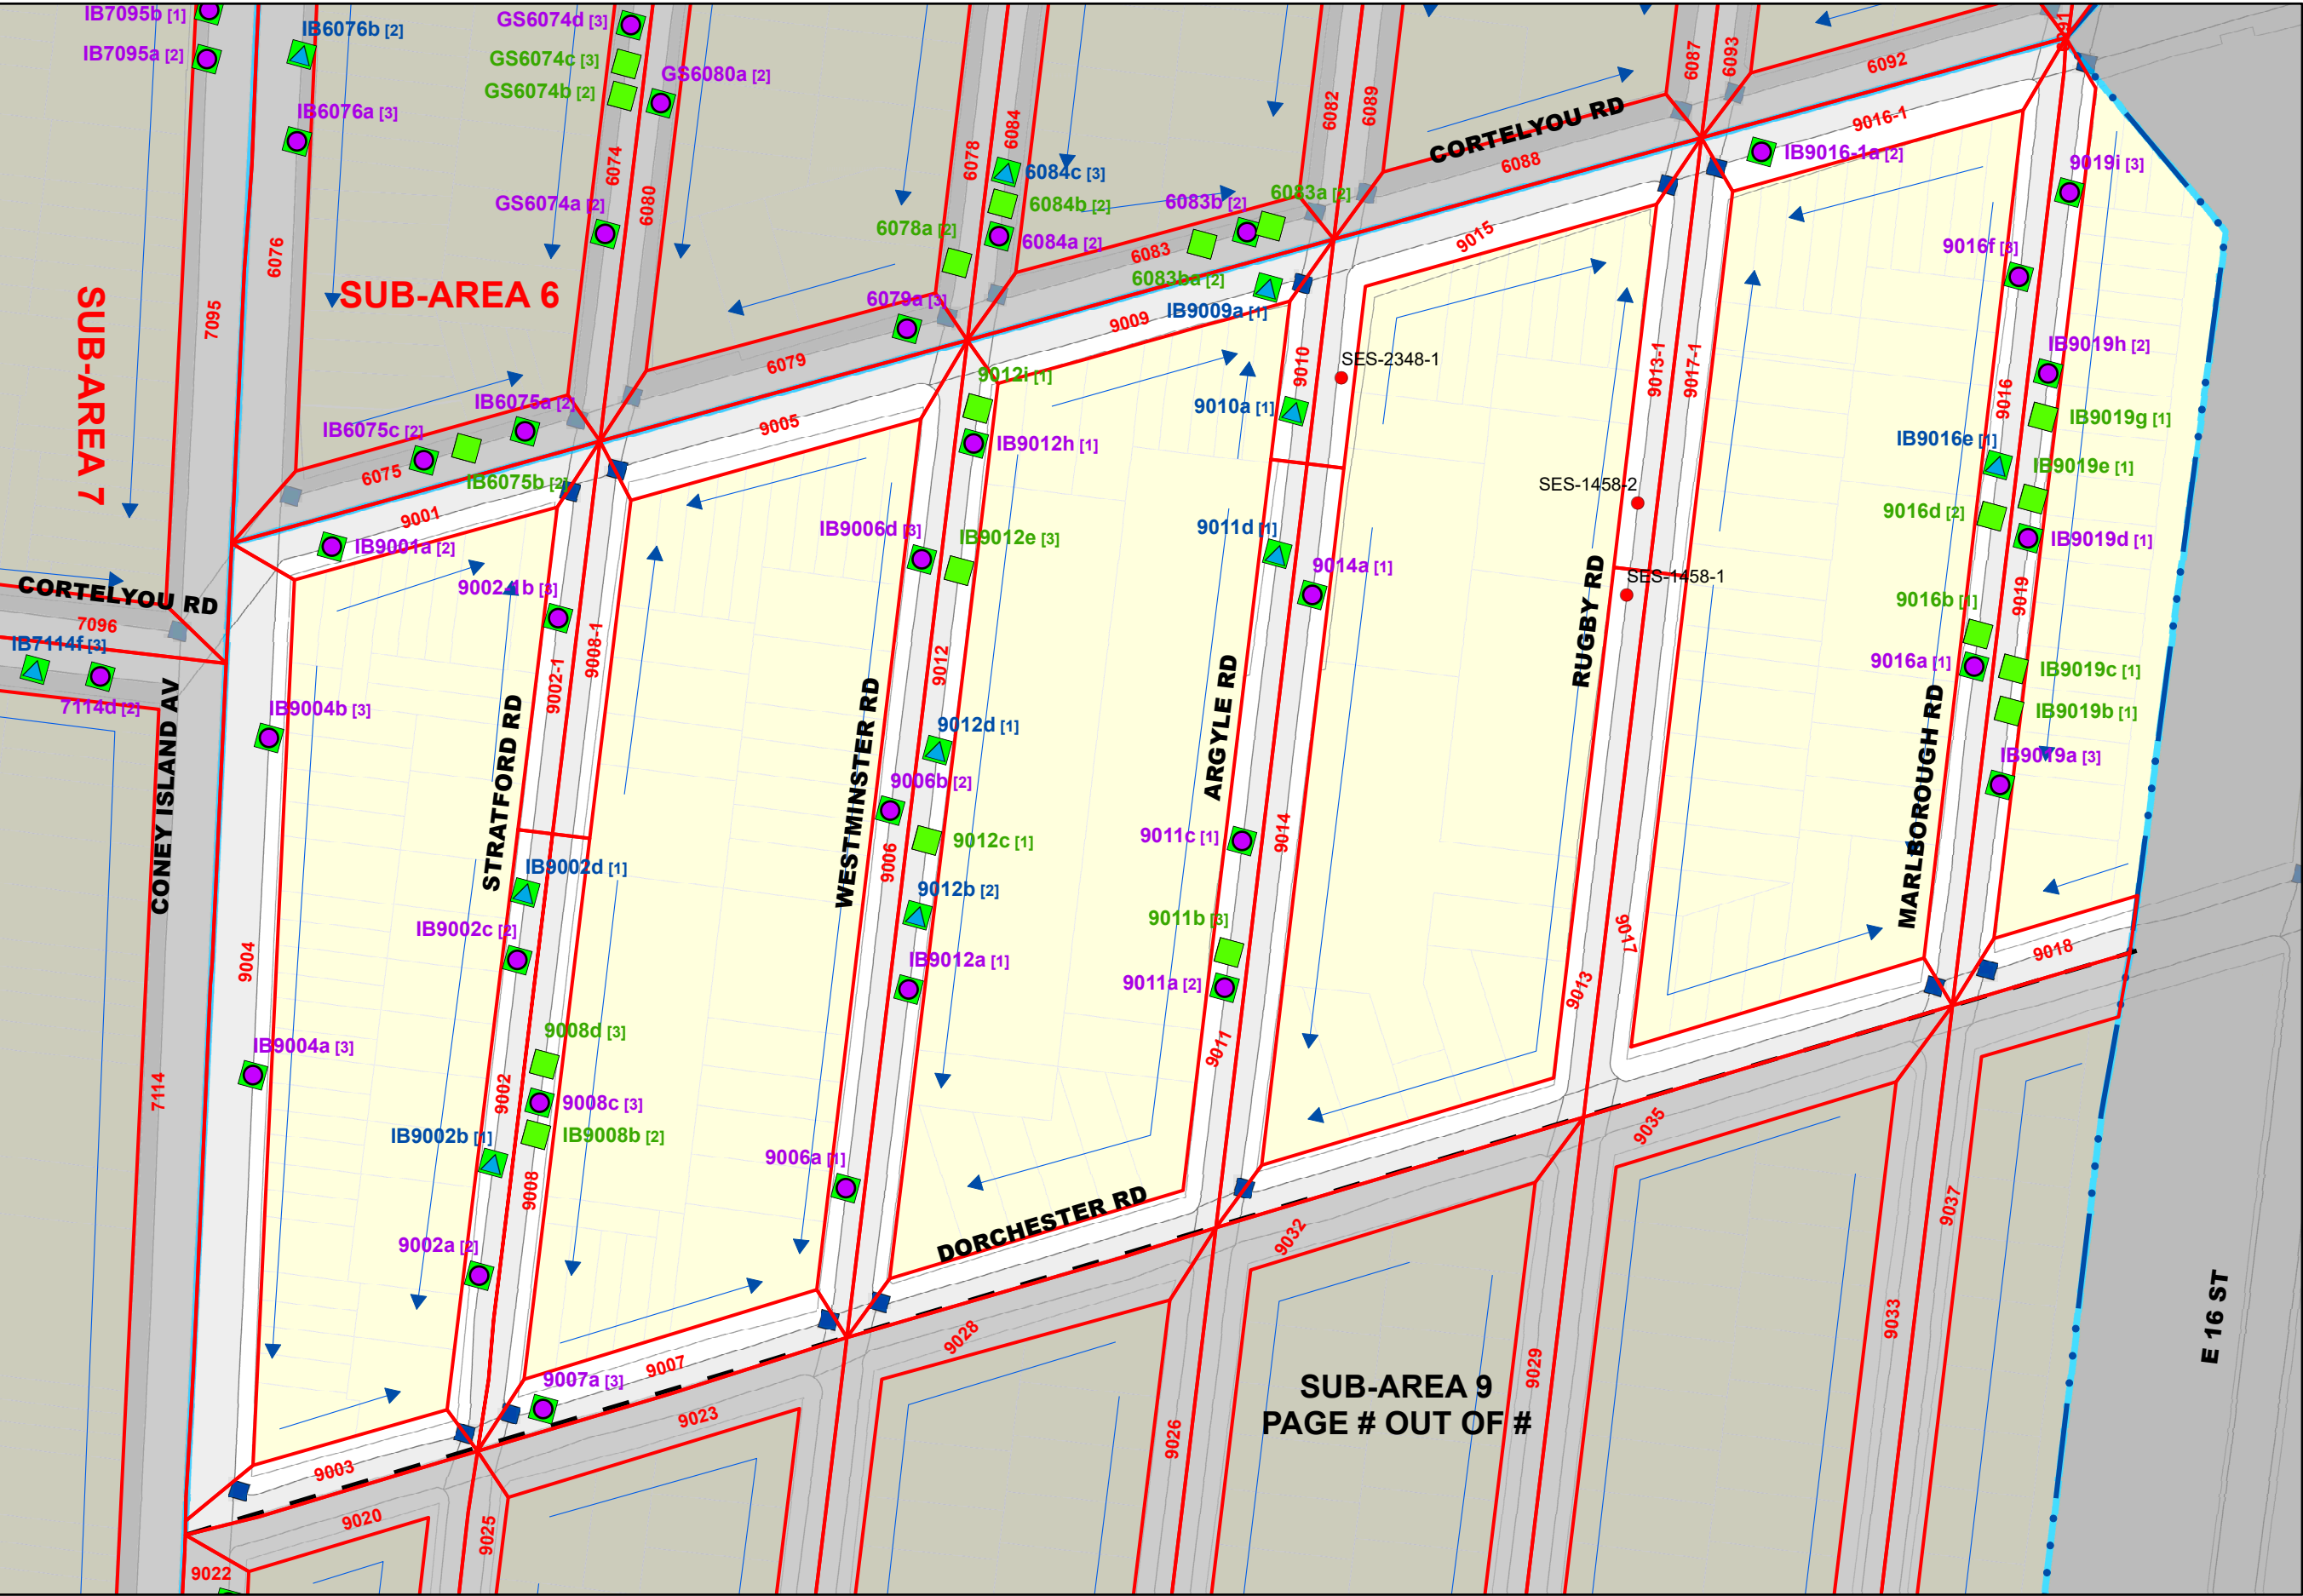 IB7095b [1]
IB6076b [2]
IB7095a [2]
IB6076a [3]
GS6074d [3]
GS6074c [3]
GS6074b [2]
GS6080a [2]
6074
6080
GS6074a [2]
6078
6084
6084c [3]
6084b [2]
6084a [2]
6078a [2]
6079a [3]
6082
6089
CORTELYOU RD
6088
6087
6093
6092
9016-1
IB9016-1a [2]
9019i [3]
9016f [3]
6083b [2]
6083a [2]
6083
6083ba [2]
9015
SUB-AREA 7
7095
6076
SUB-AREA 6
6079
9009
IB9009a [1]
9010
SES-2348-1
9010a [1]
9013-1
9017-1
IB9019h [2]
9016
IB9019g [1]
IB9016e [1]
IB9019e [1]
9016d [2]
IB9019d [1]
IB6075a [2]
IB6075c [2]
6075
IB6075b [2]
9005
9001
IB9001a [2]
9012i [1]
IB9012h [1]
IB9006d [3]
IB9012e [3]
9011d [1]
9014a [1]
SES-1458-2
SES-1458-1
RUGBY RD
9019
9016b [1]
9016a [1]
IB9019c [1]
IB9019b [1]
IB9019a [3]
CORTELYOU RD
7096
IB7114f [3]
7114d [2]
CONEY ISLAND AV
IB9004b [3]
9002-1b [3]
9002-1
9008-1
STRATFORD RD
WESTMINSTER RD
9012
9012d [1]
9006b [2]
9006
9012c [1]
9012b [2]
IB9012a [1]
ARGYLE RD
9011c [1]
9014
9011b [3]
9011a [2]
9011
MARLBOROUGH RD
9018
9017
9013
IB9002d [1]
IB9002c [2]
9004
IB9004a [3]
7114
9008d [3]
9002
9008c [3]
IB9002b [1]
IB9008b [2]
9008
9002a [2]
9006a [1]
DORCHESTER RD
9032
9035
9037
9033
E 16 ST
9007
9007a [3]
9028
9023
SUB-AREA 9
PAGE # OUT OF #
9029
9026
9003
9020
9025
9022